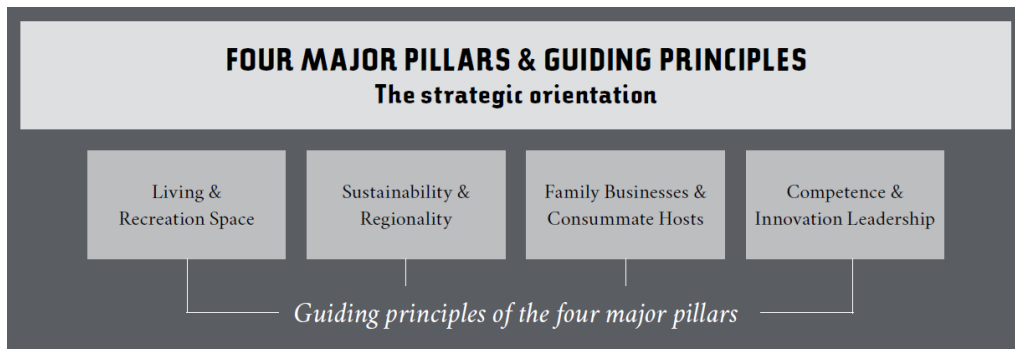 FOUR MAJOR PILLARS & GUIDING PRINCIPLES
The strategic orientation
Living &
Recreation Space
Sustainability &
Regionality
Family Businesses &
Consummate Hosts
Competence &
Innovation Leadership
Guiding principles of the four major pillars